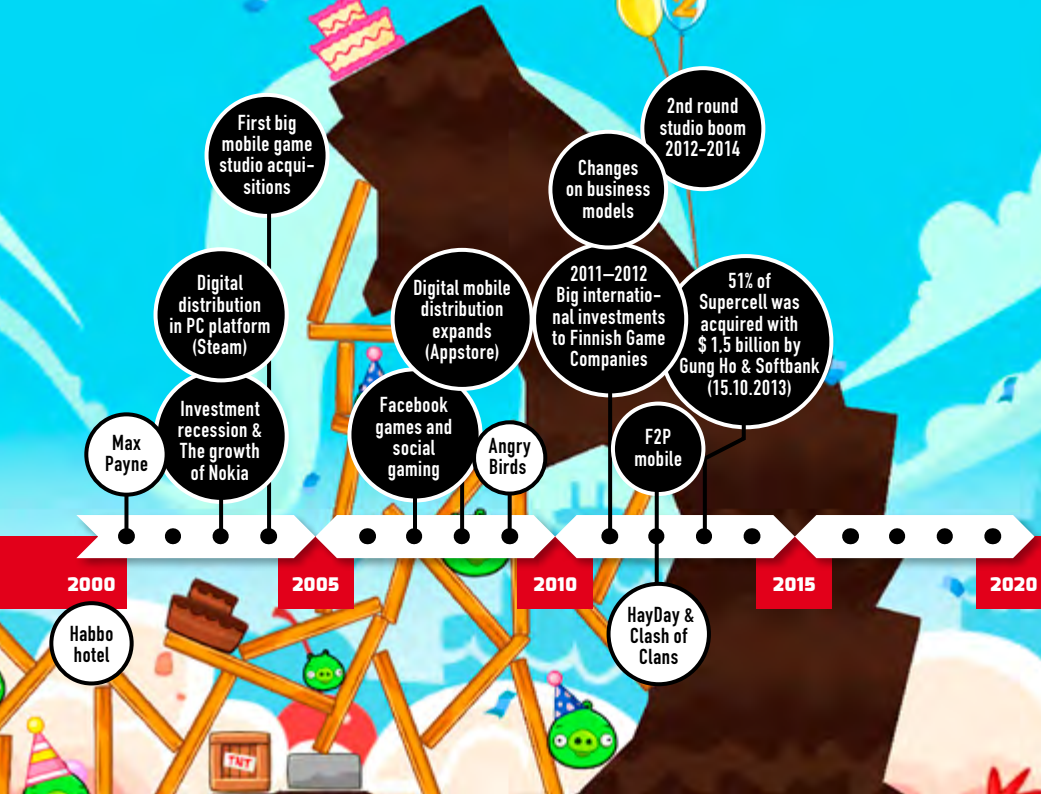 2
2nd round
studio boom
2012-2014
First big
mobile game
studio acqui-
sitions
Changes
on business
models
Digital
distribution
in PC platform
(Steam)
Digital mobile
distribution
expands
(Appstore)
2011–2012
Big internatio-
nal investments
to Finnish Game
Companies
51% of
Supercell was
acquired with
$ 1,5 billion by
Gung Ho & Softbank
(15.10.2013)
Max
Payne
Investment
recession &
The growth
of Nokia
Facebook
games and
social
gaming
Angry
Birds
F2P
mobile
2000
2005
2010
2015
2020
Habbo
hotel
HayDay &
Clash of
Clans
TNT